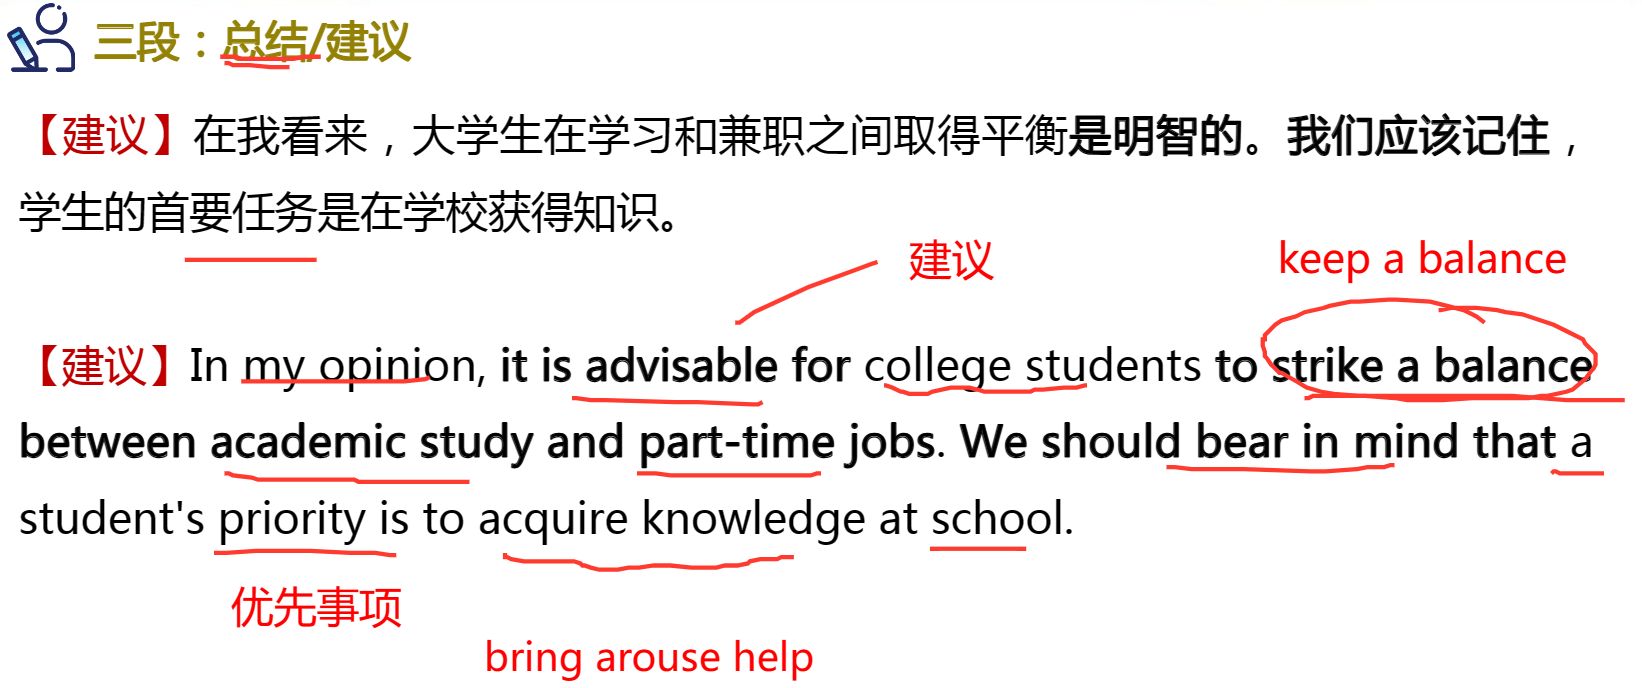 三段：总结/建议
【建议】在我看来，大学生在学习和兼职之间取得平衡是明智的。我们应该记住，
学生的首要任务是在学校获得知识。
建议
keep a balance
【建议】In my opinion, it is advisable for college students to strike a balance
between academic study and part-time jobs. We should bear in mind that a
student's priority is to acquire knowledge at school.
优先事项
bring arouse help